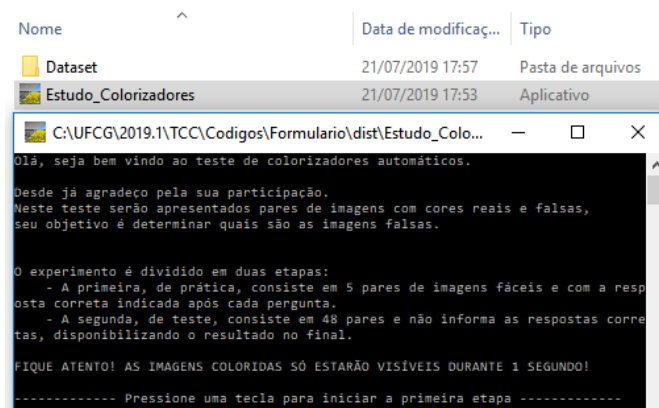 Nome Data de modificaç... Tipo
Dataset 21/07/2019 17:57 Pasta de arquivos
Estudo_Colorizadores 21/07/2019 17:53 Aplicativo
C:\UFCG\2019.1\TCC\Codigos\Formulario\dist\Estudo_Colo...
Olá, seja bem vindo ao teste de colorizadores automáticos.
Desde já agradeço pela sua participação.
Neste teste serão apresentados pares de imagens com cores reais e falsas,
seu objetivo é determinar quais são as imagens falsas.
O experimento é dividido em duas etapas:
- A primeira, de prática, consiste em 5 pares de imagens fáceis e com a resp
osta correta indicada após cada pergunta.
- A segunda, de teste, consiste em 48 pares e não informa as respostas corre
tas, disponibilizando o resultado no final.
FIQUE ATENTO! AS IMAGENS COLORIDAS SÓ ESTARÃO VISÍVEIS DURANTE 1 SEGUNDO!
------------- Pressione uma tecla para iniciar a primeira etapa -------------